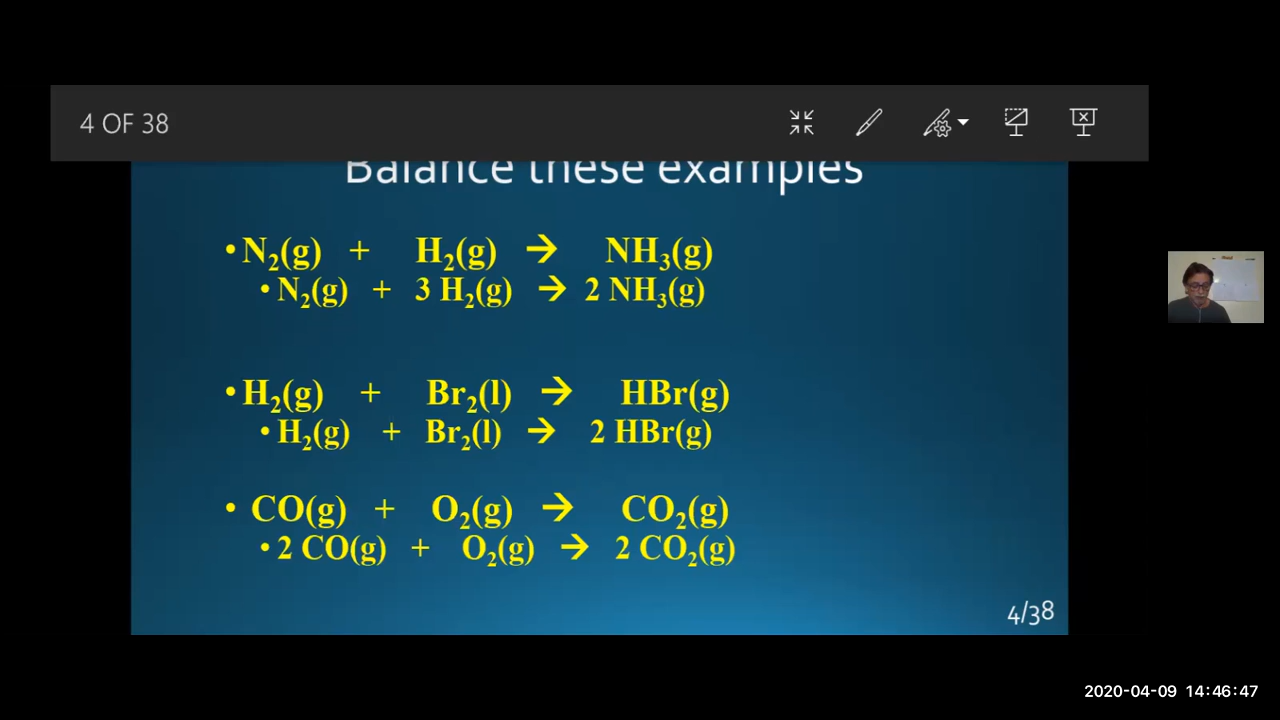 4 OF 38
Balance these examples
•N₂(g) + H₂(g) → NH₃(g)
•N₂(g) + 3 H₂(g) → 2 NH₃(g)
•H₂(g) + Br₂(l) → HBr(g)
•H₂(g) + Br₂(l) → 2 HBr(g)
• CO(g) + O₂(g) → CO₂(g)
•2 CO(g) + O₂(g) → 2 CO₂(g)
4/38
2020-04-09 14:46:47